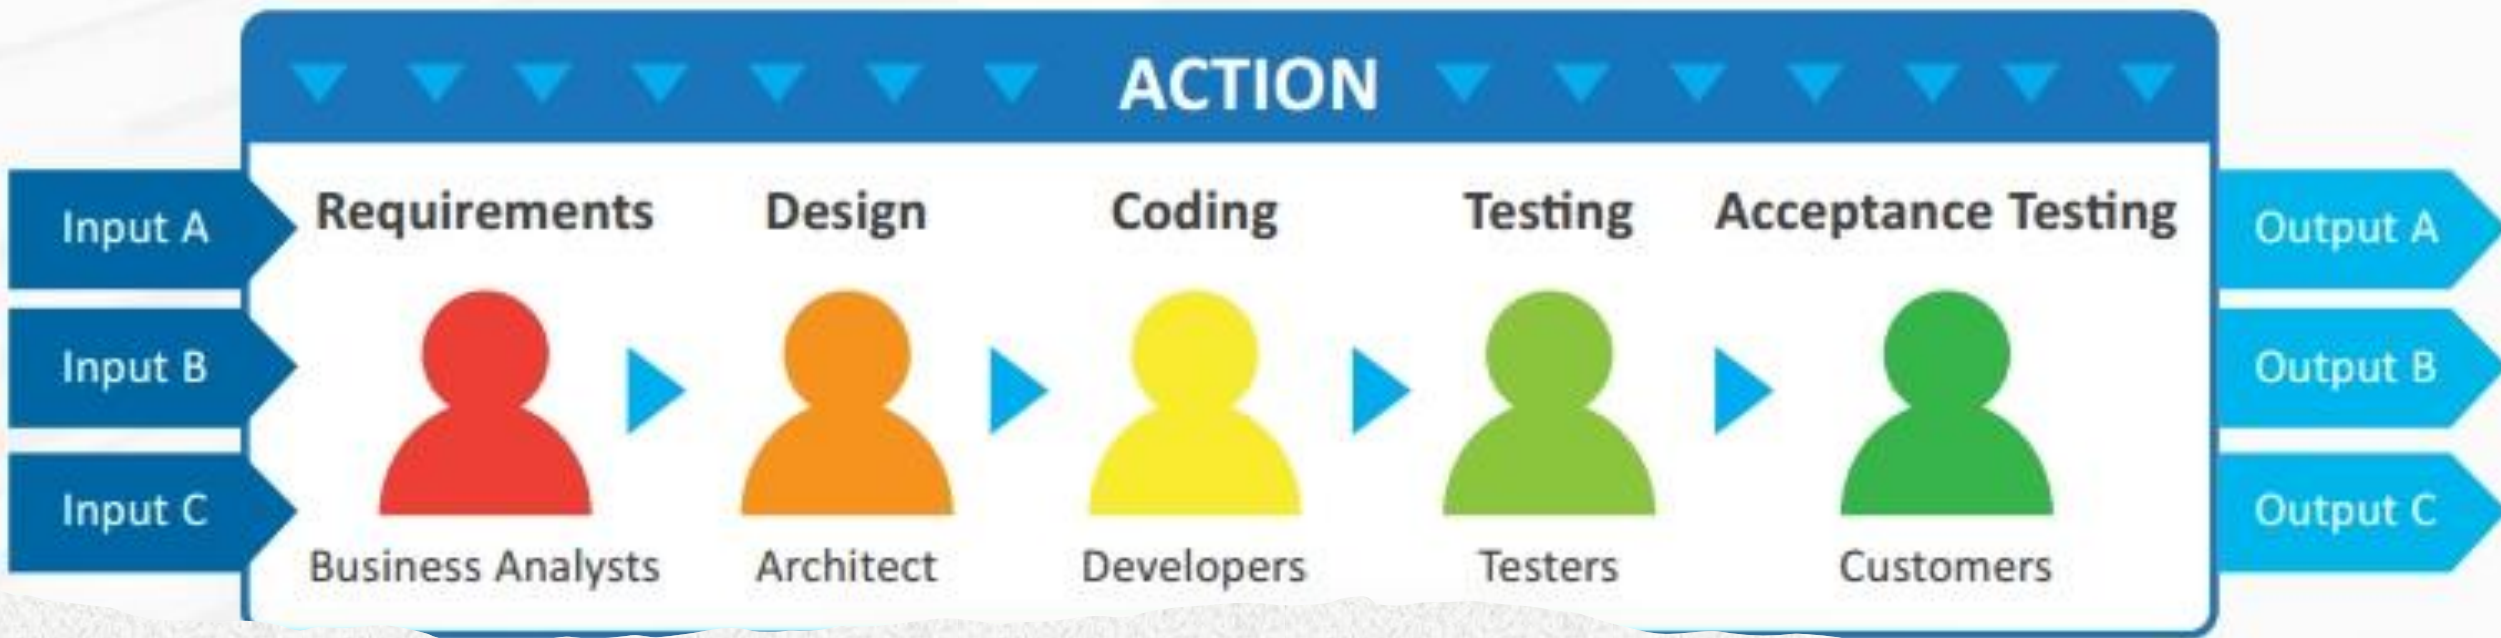 ACTION
Input A
Input B
Input C
Requirements
Business Analysts
Design
Architect
Coding
Developers
Testing
Testers
Acceptance Testing
Customers
Output A
Output B
Output C